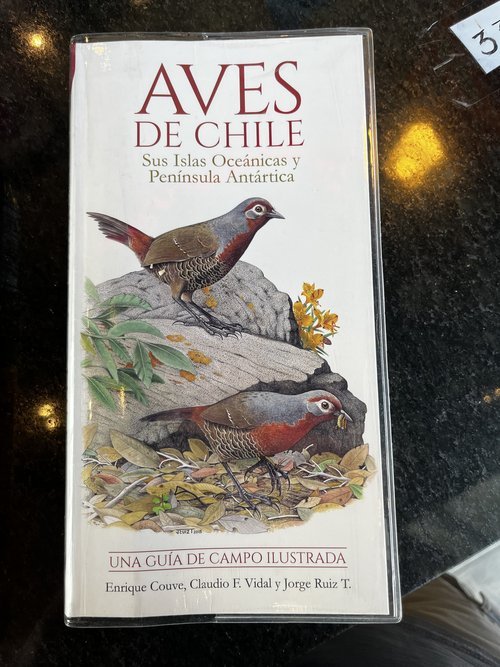 AVES
DE CHILE
Sus Islas Oceánicas y
Península Antártica
UNA GUÍA DE CAMPO ILUSTRADA
Enrique Couve, Claudio F. Vidal y Jorge Ruiz T.